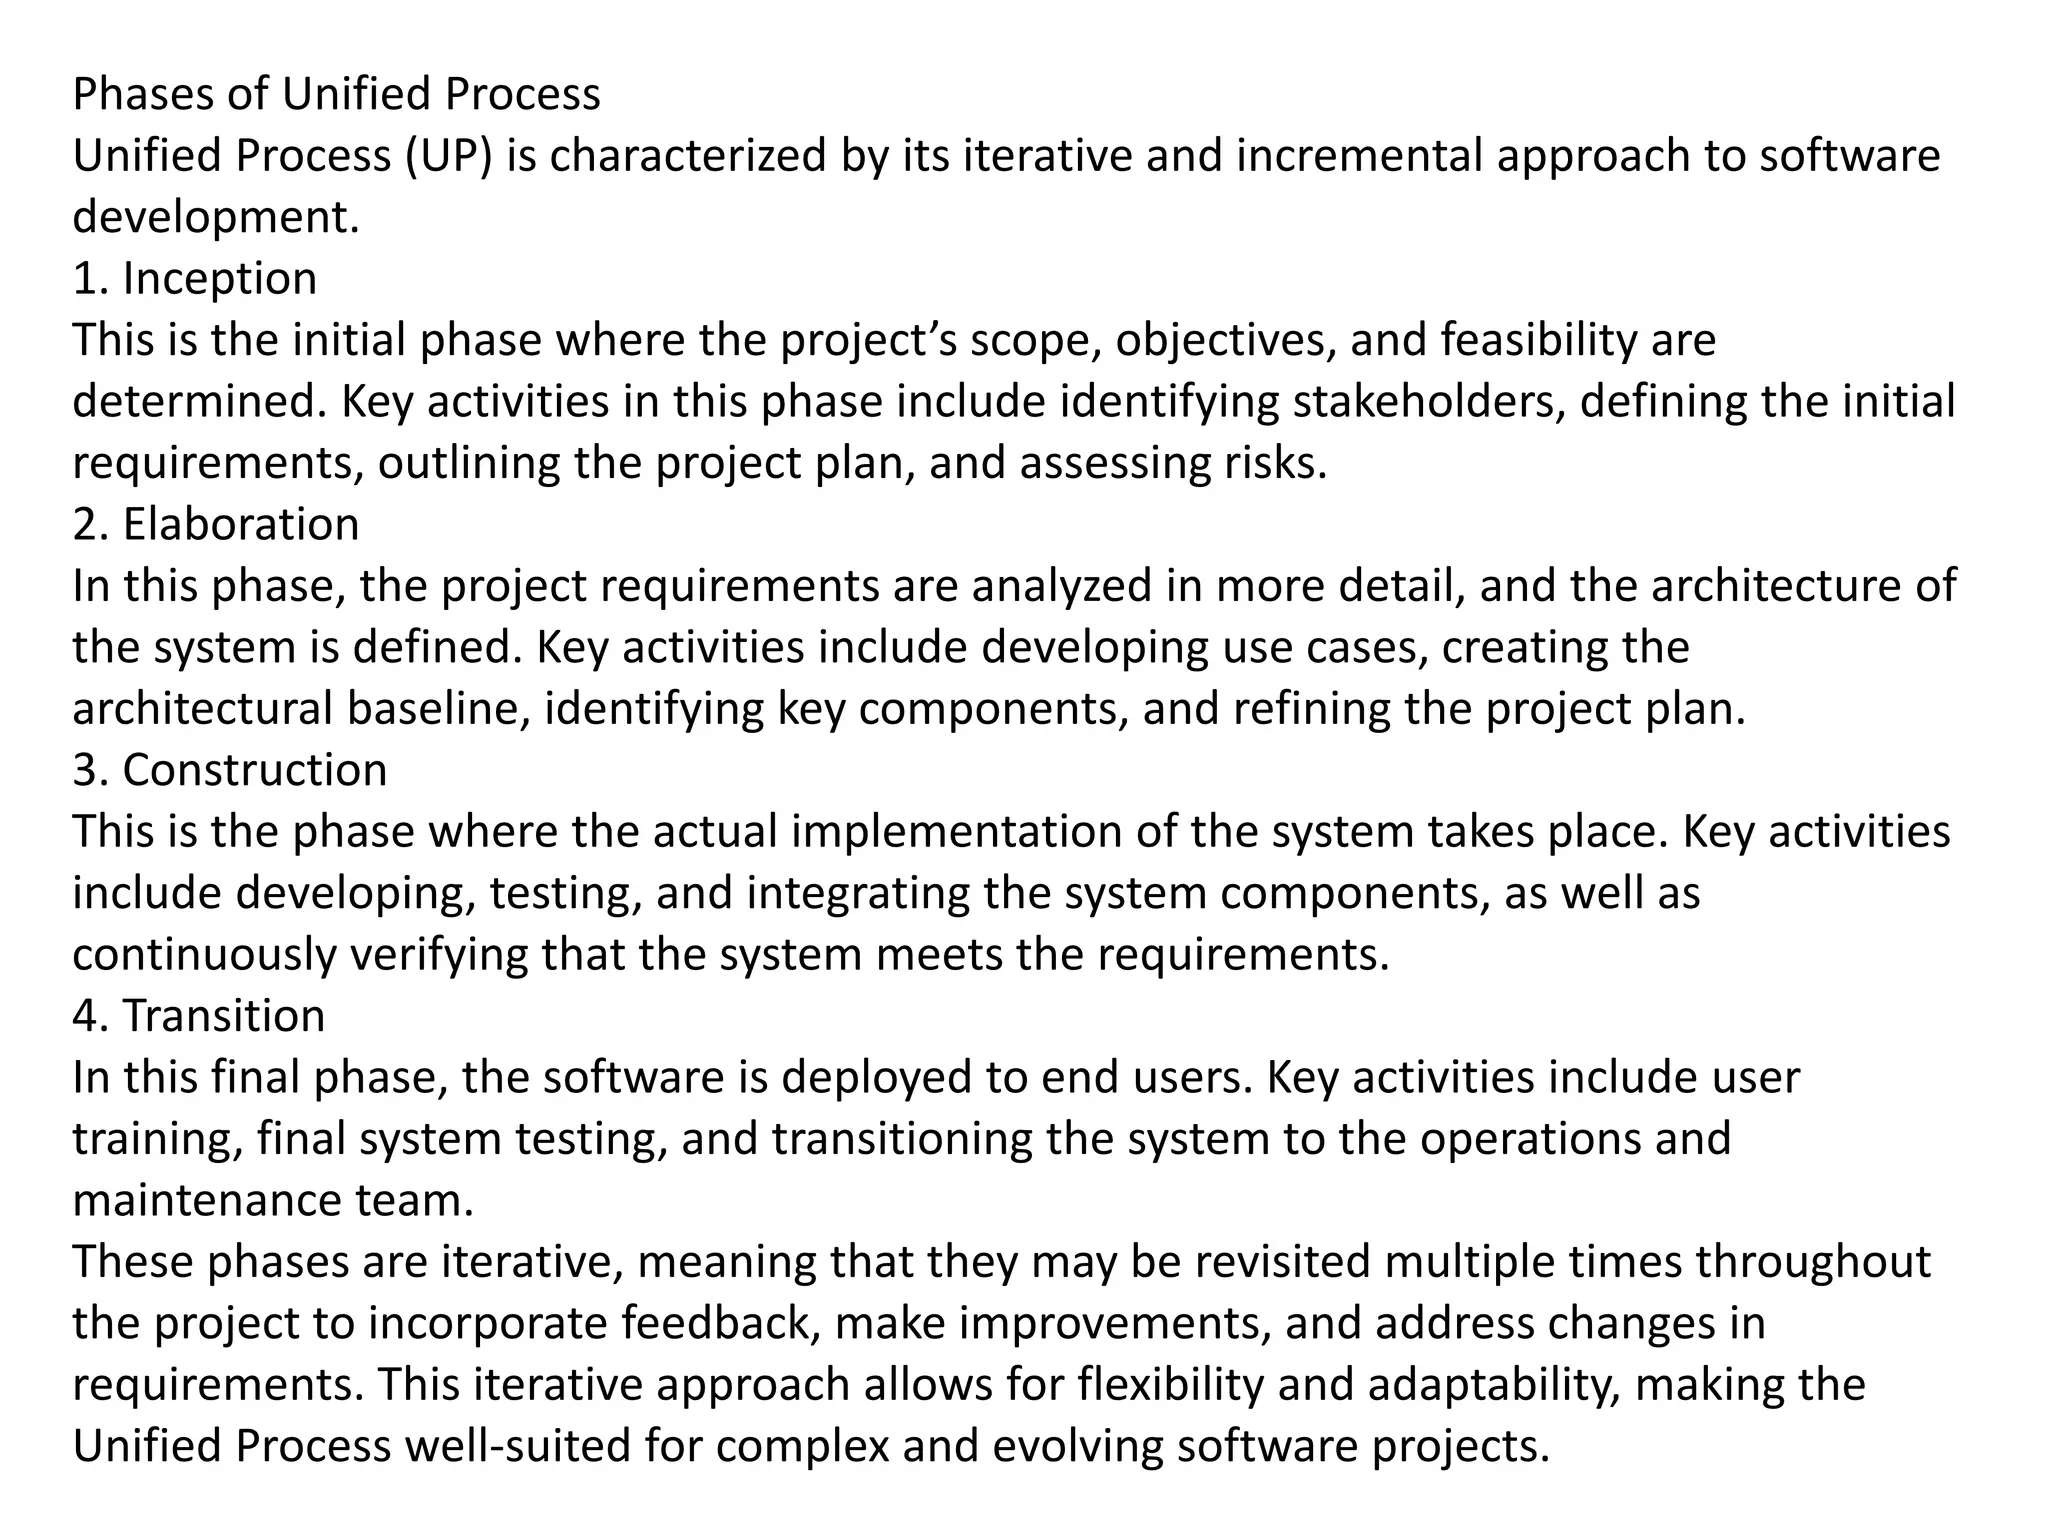 Phases of Unified Process
Unified Process (UP) is characterized by its iterative and incremental approach to software
development.
1. Inception
This is the initial phase where the project’s scope, objectives, and feasibility are
determined. Key activities in this phase include identifying stakeholders, defining the initial
requirements, outlining the project plan, and assessing risks.
2. Elaboration
In this phase, the project requirements are analyzed in more detail, and the architecture of
the system is defined. Key activities include developing use cases, creating the
architectural baseline, identifying key components, and refining the project plan.
3. Construction
This is the phase where the actual implementation of the system takes place. Key activities
include developing, testing, and integrating the system components, as well as
continuously verifying that the system meets the requirements.
4. Transition
In this final phase, the software is deployed to end users. Key activities include user
training, final system testing, and transitioning the system to the operations and
maintenance team.
These phases are iterative, meaning that they may be revisited multiple times throughout
the project to incorporate feedback, make improvements, and address changes in
requirements. This iterative approach allows for flexibility and adaptability, making the
Unified Process well-suited for complex and evolving software projects.